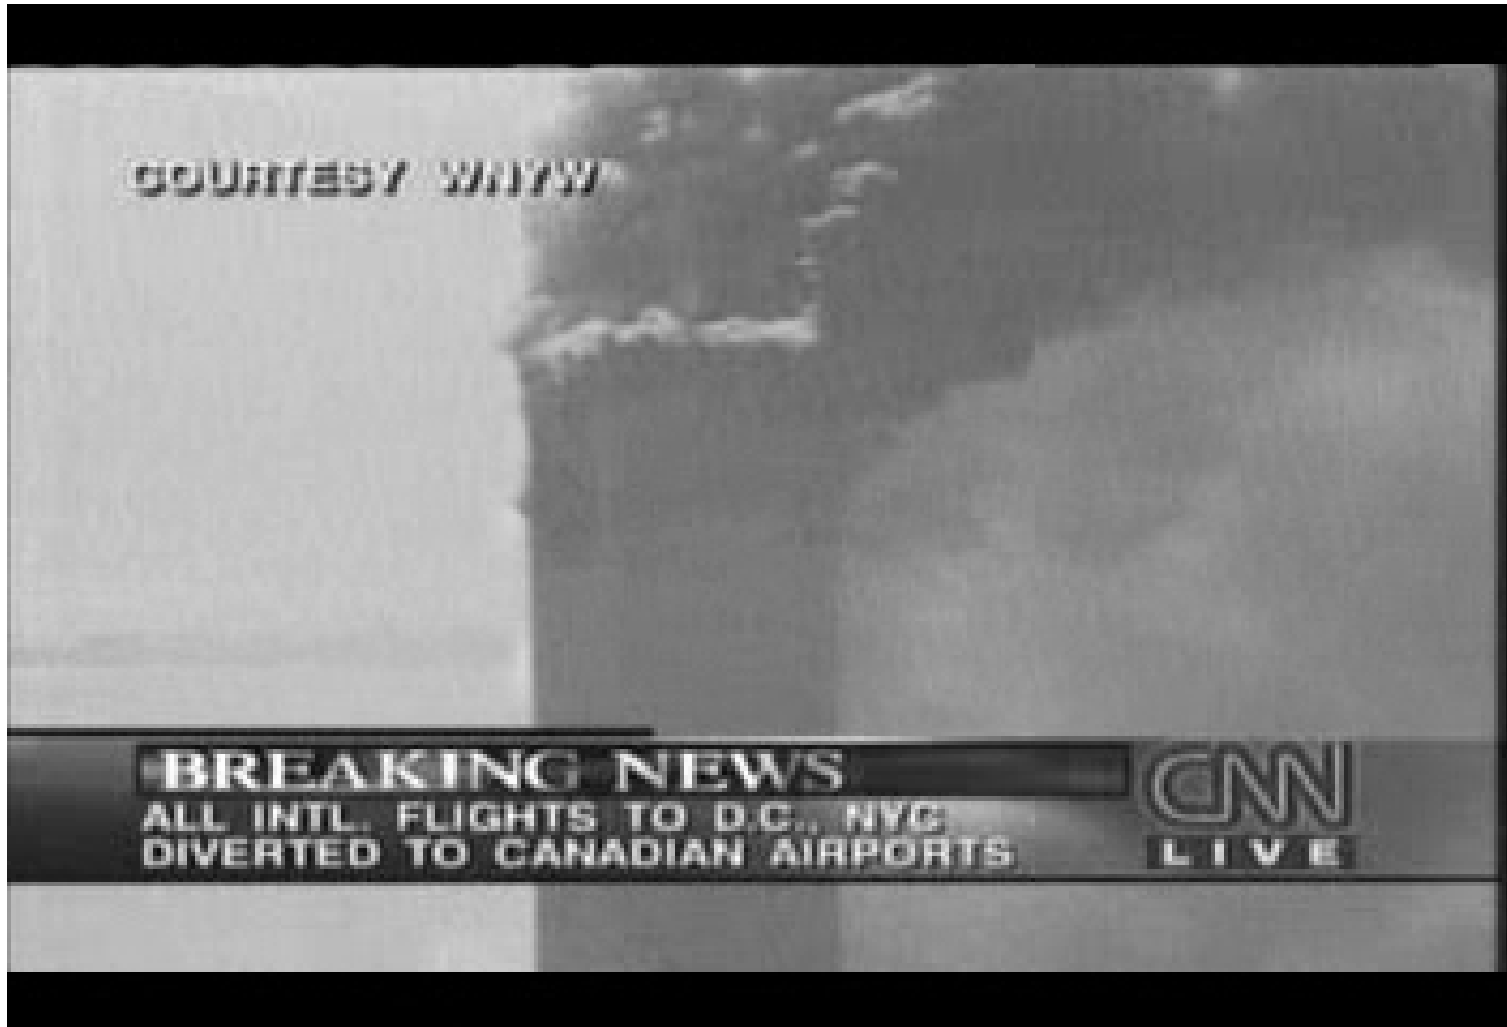 COURTESY WNYW
BREAKING NEWS
ALL INTL. FLIGHTS TO D.C., NYC
DIVERTED TO CANADIAN AIRPORTS
CNN
LIVE